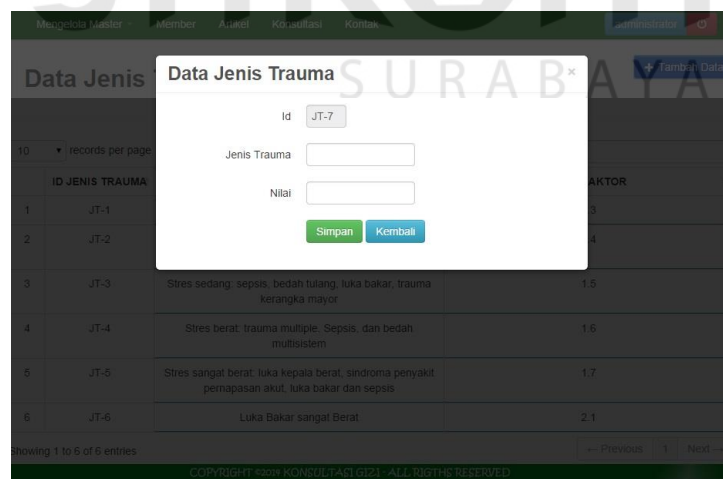 Mengelola Master Member Artikel Konsultasi Kontak administrator
SURABAYA
Data Jenis
+ Tambah Data
Data Jenis Trauma ×
Id JT-7
Jenis Trauma
Nilai
Simpan Kembali
10 records per page
ID JENIS TRAUMA AKTOR
1 JT-1 3
2 JT-2 4
3 JT-3 Stres sedang: sepsis, bedah tulang, luka bakar, trauma
kerangka mayor 1.5
4 JT-4 Stres berat: trauma multiple, Sepsis, dan bedah
multisistem 1.6
5 JT-5 Stres sangat berat: luka kepala berat, sindroma penyakit
pernapasan akut, luka bakar dan sepsis 1.7
6 JT-6 Luka Bakar sangat Berat 2.1
Showing 1 to 6 of 6 entries ← Previous 1 Next →
COPYRIGHT ©2019 KONSULTASI GIZI - ALL RIGTHS RESERVED